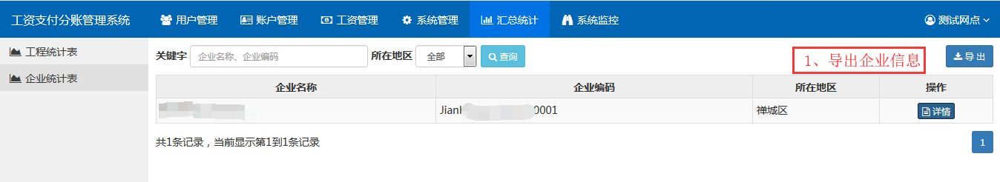 工资支付分账管理系统 用户管理 账户管理 工资管理 系统管理 汇总统计 系统监控 测试网点
工程统计表
企业统计表
关键字 企业名称、企业编码 所在地区 全部 查询 1、导出企业信息 导 出
企业名称 企业编码 所在地区 操作
0001 禅城区 详情
共1条记录，当前显示第1到1条记录 1